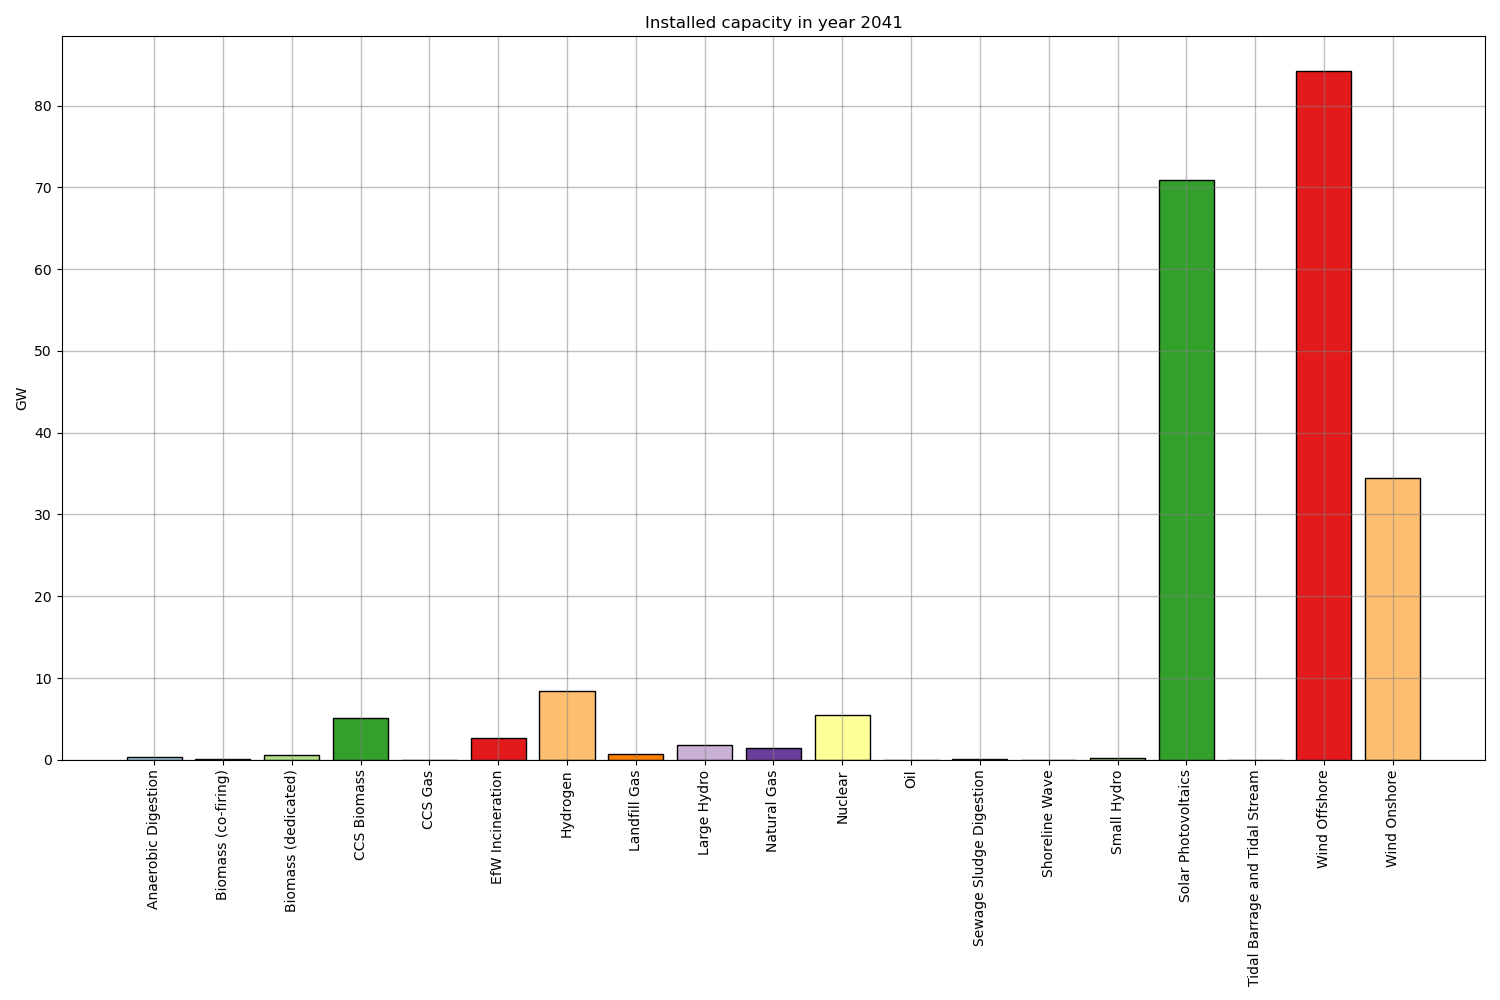 Installed capacity in year 2041
GW
80
70
60
50
40
30
20
10
0
Anaerobic Digestion
Biomass (co-firing)
Biomass (dedicated)
CCS Biomass
CCS Gas
EfW Incineration
Hydrogen
Landfill Gas
Large Hydro
Natural Gas
Nuclear
Oil
Sewage Sludge Digestion
Shoreline Wave
Small Hydro
Solar Photovoltaics
Tidal Barrage and Tidal Stream
Wind Offshore
Wind Onshore